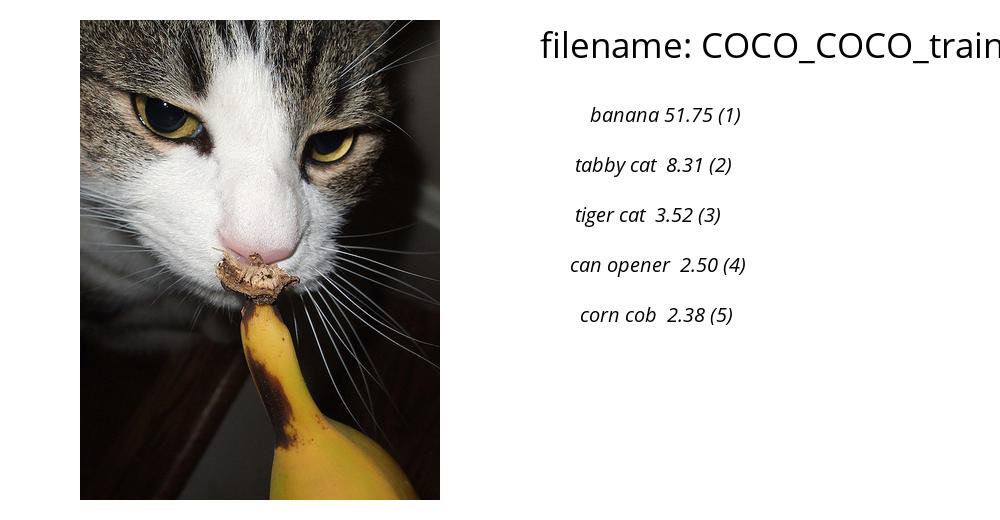 filename: COCO_COCO_train
banana 51.75 (1)
tabby cat 8.31 (2)
tiger cat 3.52 (3)
can opener 2.50 (4)
corn cob 2.38 (5)